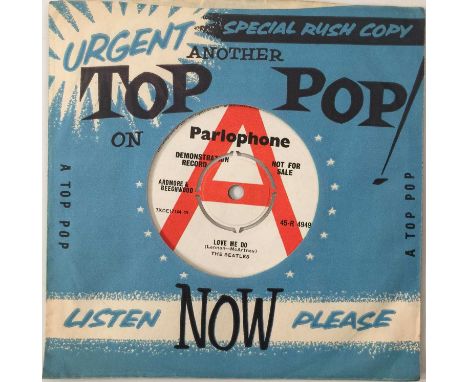 SPECIAL RUSH COPY
URGENT
ANOTHER
TOP POP!
ON
Parlophone
DEMONSTRATION RECORD
NOT FOR SALE
ARDMORE & BEECHWOOD
45-R 4949
LOVE ME DO
(Lennon—McArtney)
THE BEATLES
A TOP POP
A TOP POP
LISTEN NOW PLEASE